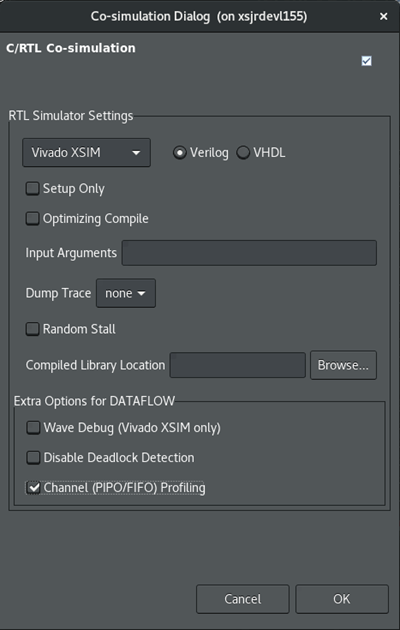 Co-simulation Dialog (on xsjrdevl155)
C/RTL Co-simulation
RTL Simulator Settings
Vivado XSIM Verilog VHDL
Setup Only
Optimizing Compile
Input Arguments
Dump Trace none
Random Stall
Compiled Library Location Browse...
Extra Options for DATAFLOW
Wave Debug (Vivado XSIM only)
Disable Deadlock Detection
Channel (PIPO/FIFO) Profiling
Cancel OK